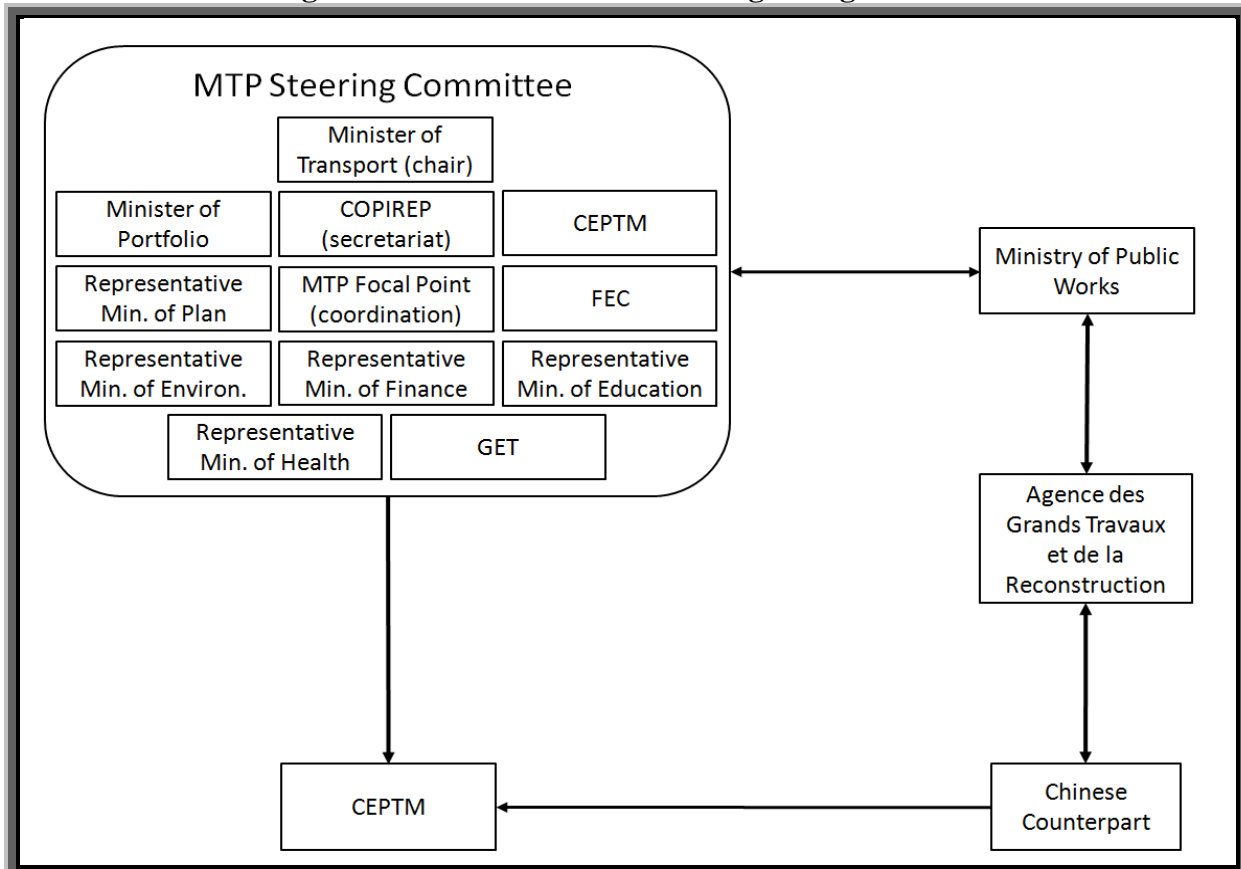 MTP Steering Committee
Minister of
Transport (chair)
Minister of
Portfolio
COPIREP
(secretariat)
CEPTM
Representative
Min. of Plan
MTP Focal Point
(coordination)
FEC
Representative
Min. of Environ.
Representative
Min. of Finance
Representative
Min. of Education
Representative
Min. of Health
GET
Ministry of Public
Works
Agence des
Grands Travaux
et de la
Reconstruction
CEPTM
Chinese
Counterpart